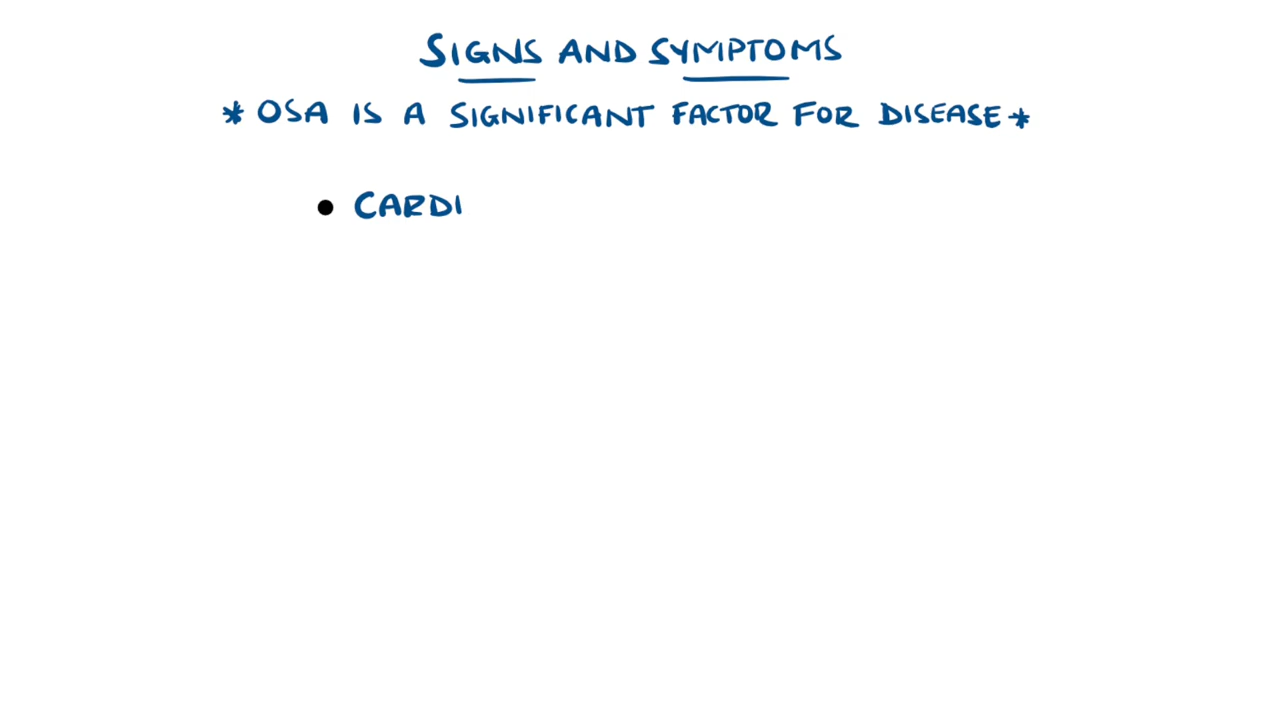 SIGNS AND SYMPTOMS
* OSA IS A SIGNIFICANT FACTOR FOR DISEASE *
• CARDI